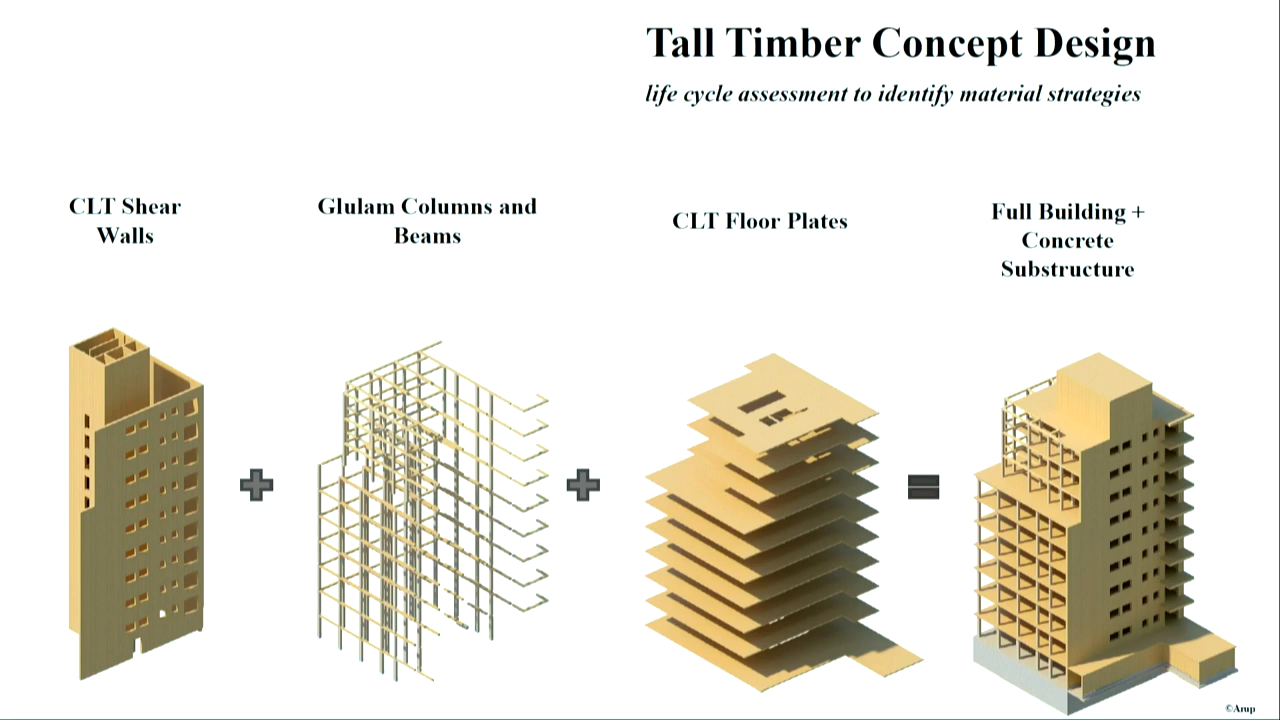 Tall Timber Concept Design
life cycle assessment to identify material strategies
CLT Shear
Walls
Glulam Columns and
Beams
CLT Floor Plates
Full Building +
Concrete
Substructure
©Arup